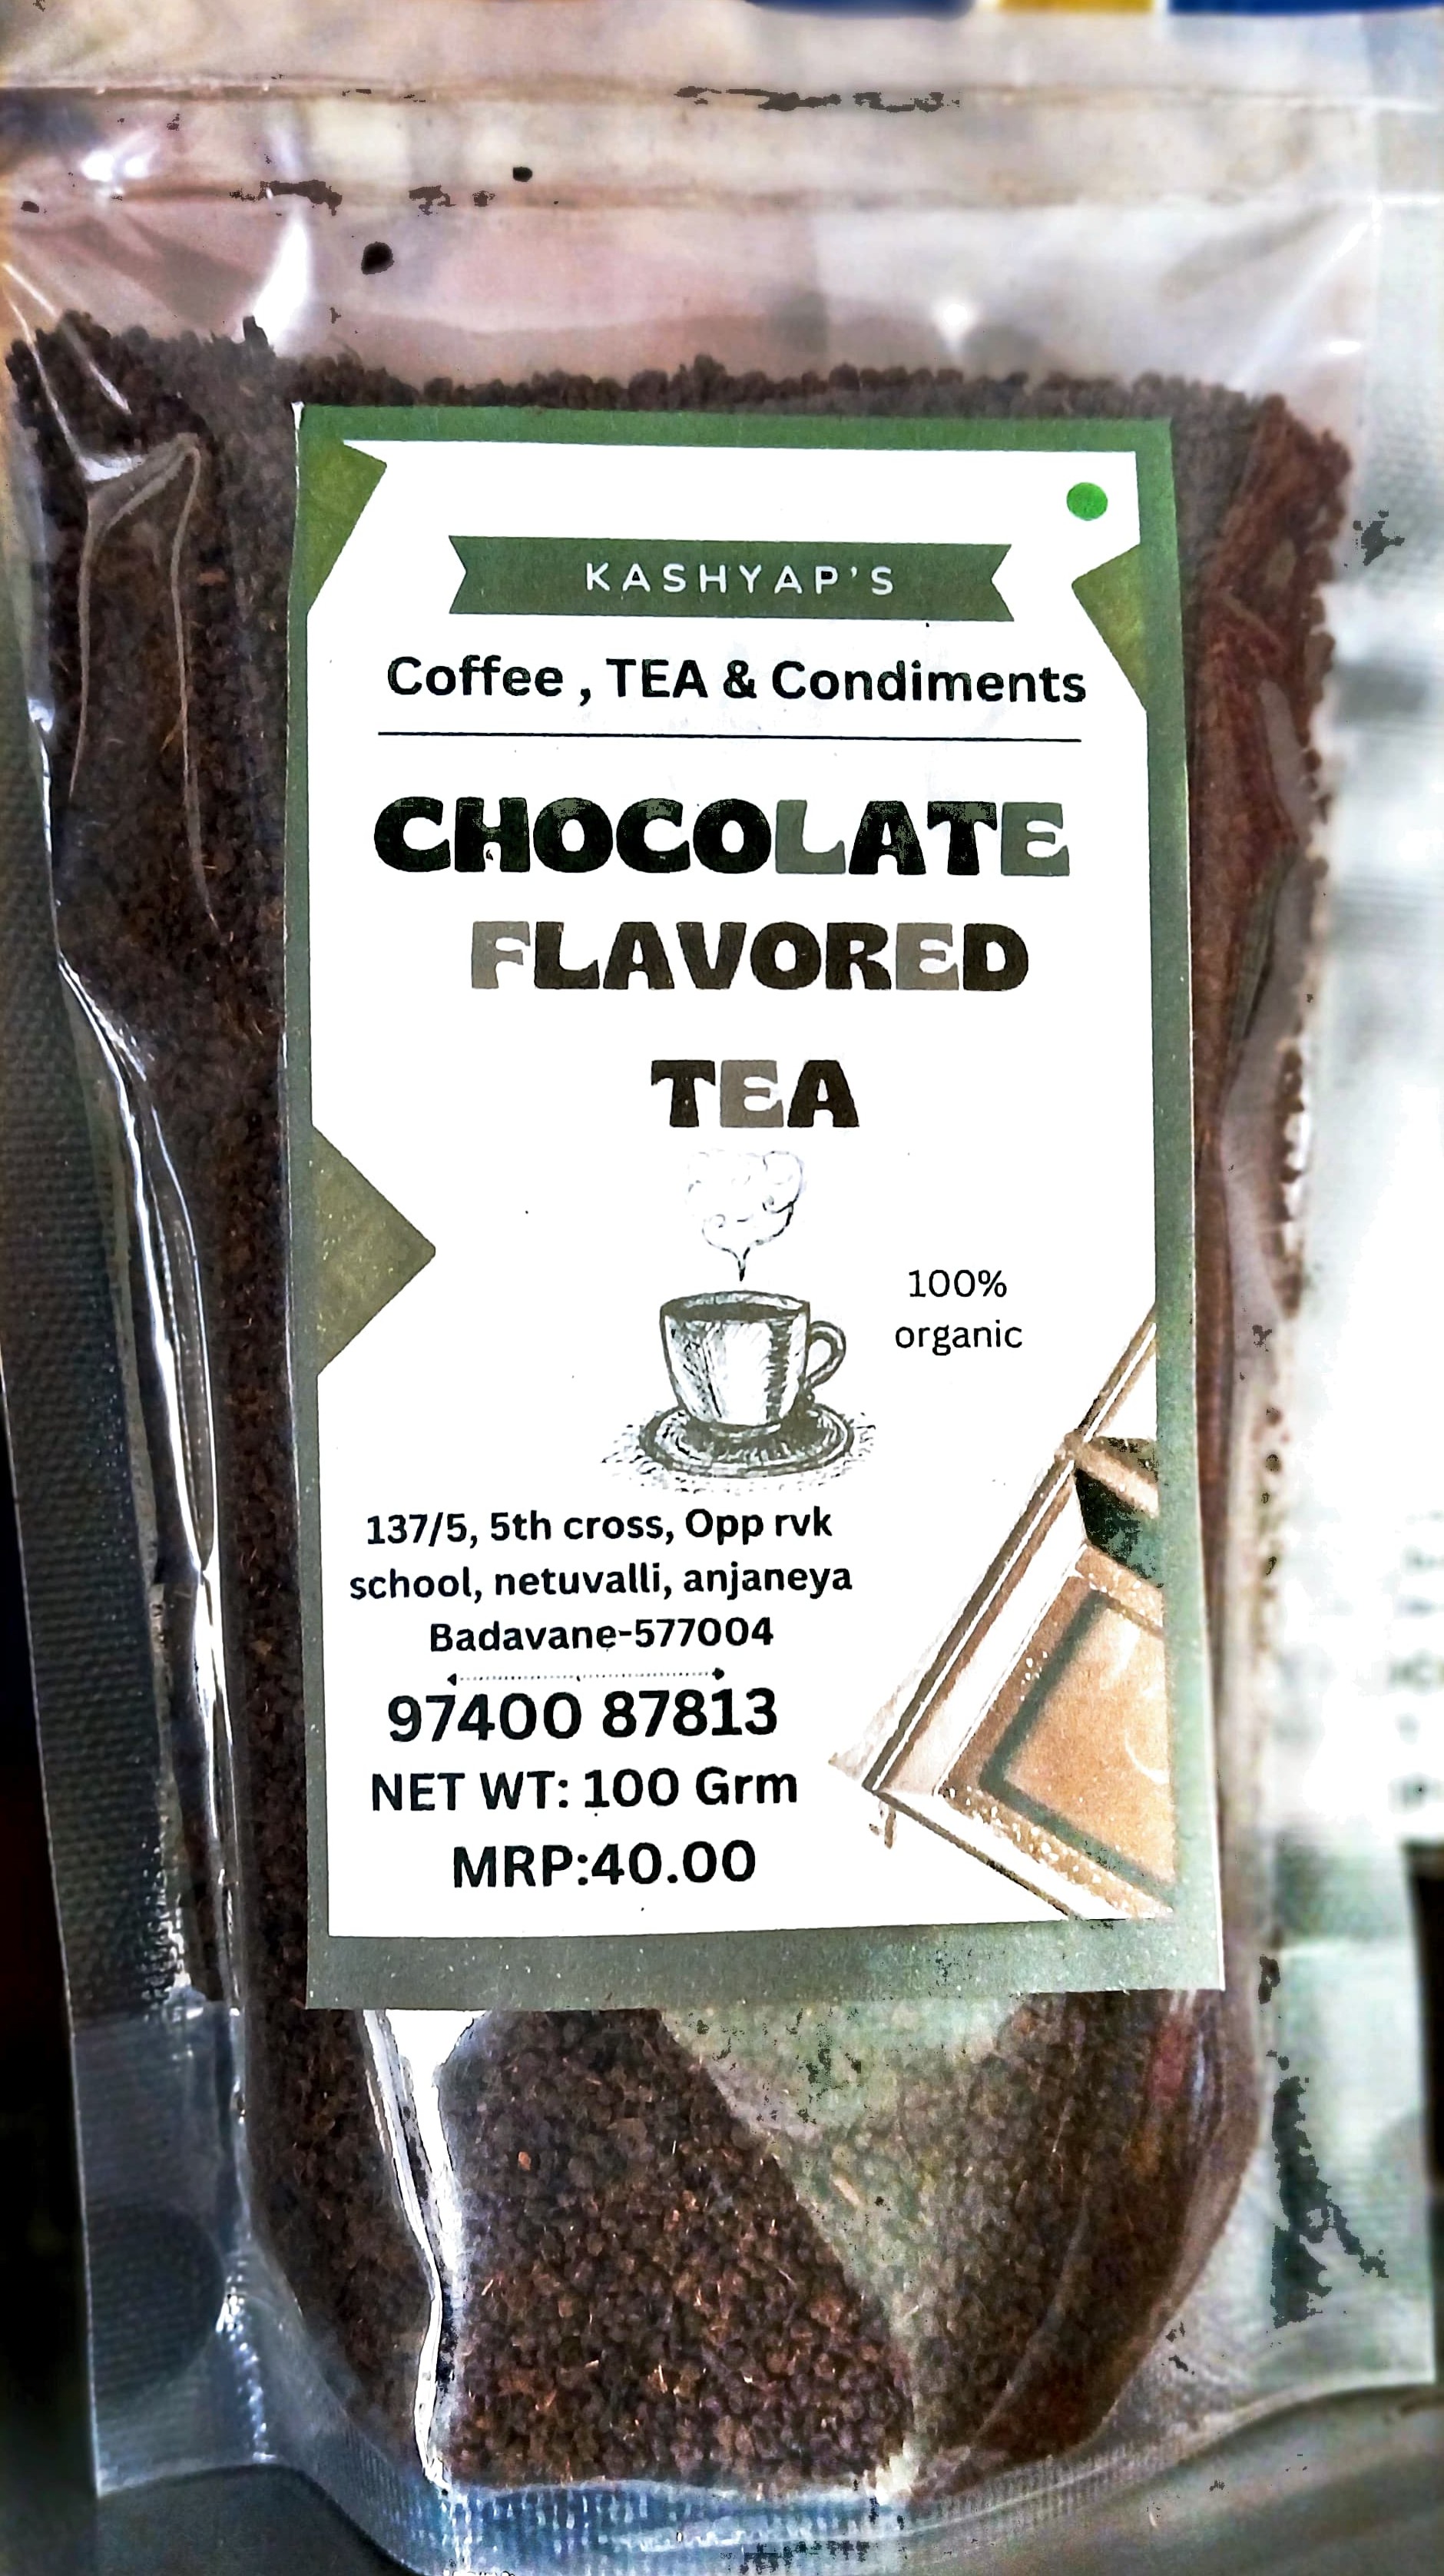 KASHYAP'S
Coffee , TEA & Condiments
CHOCOLATE
FLAVORED
TEA
100%
organic
137/5, 5th cross, Opp rvk
school, netuvalli, anjaneya
Badavane-577004
97400 87813
NET WT: 100 Grm
MRP:40.00